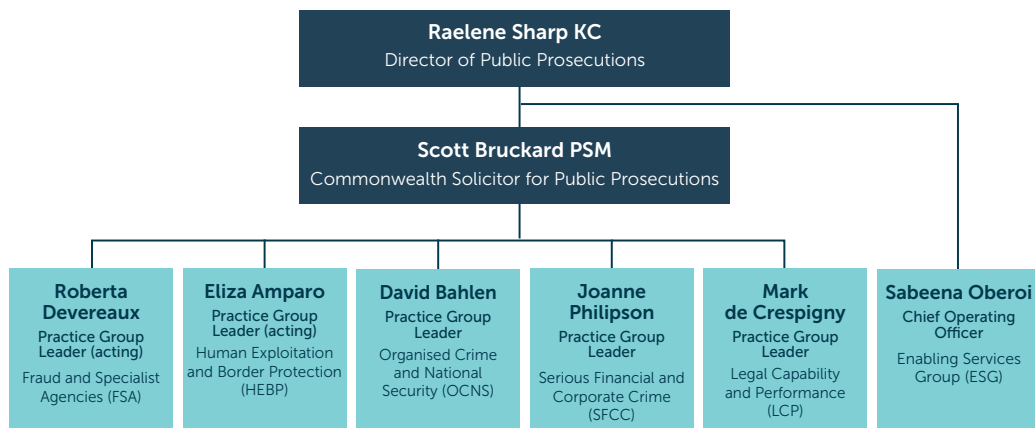 Raelene Sharp KC
Director of Public Prosecutions
Scott Bruckard PSM
Commonwealth Solicitor for Public Prosecutions
Roberta
Devereaux
Practice Group
Leader (acting)
Fraud and Specialist
Agencies (FSA)
Eliza Amparo
Practice Group
Leader (acting)
Human Exploitation
and Border Protection
(HEBP)
David Bahlen
Practice Group
Leader
Organised Crime
and National
Security (OCNS)
Joanne
Philipson
Practice Group
Leader
Serious Financial and
Corporate Crime
(SFCC)
Mark
de Crespigny
Practice Group
Leader
Legal Capability
and Performance
(LCP)
Sabeena Oberoi
Chief Operating
Officer
Enabling Services
Group (ESG)